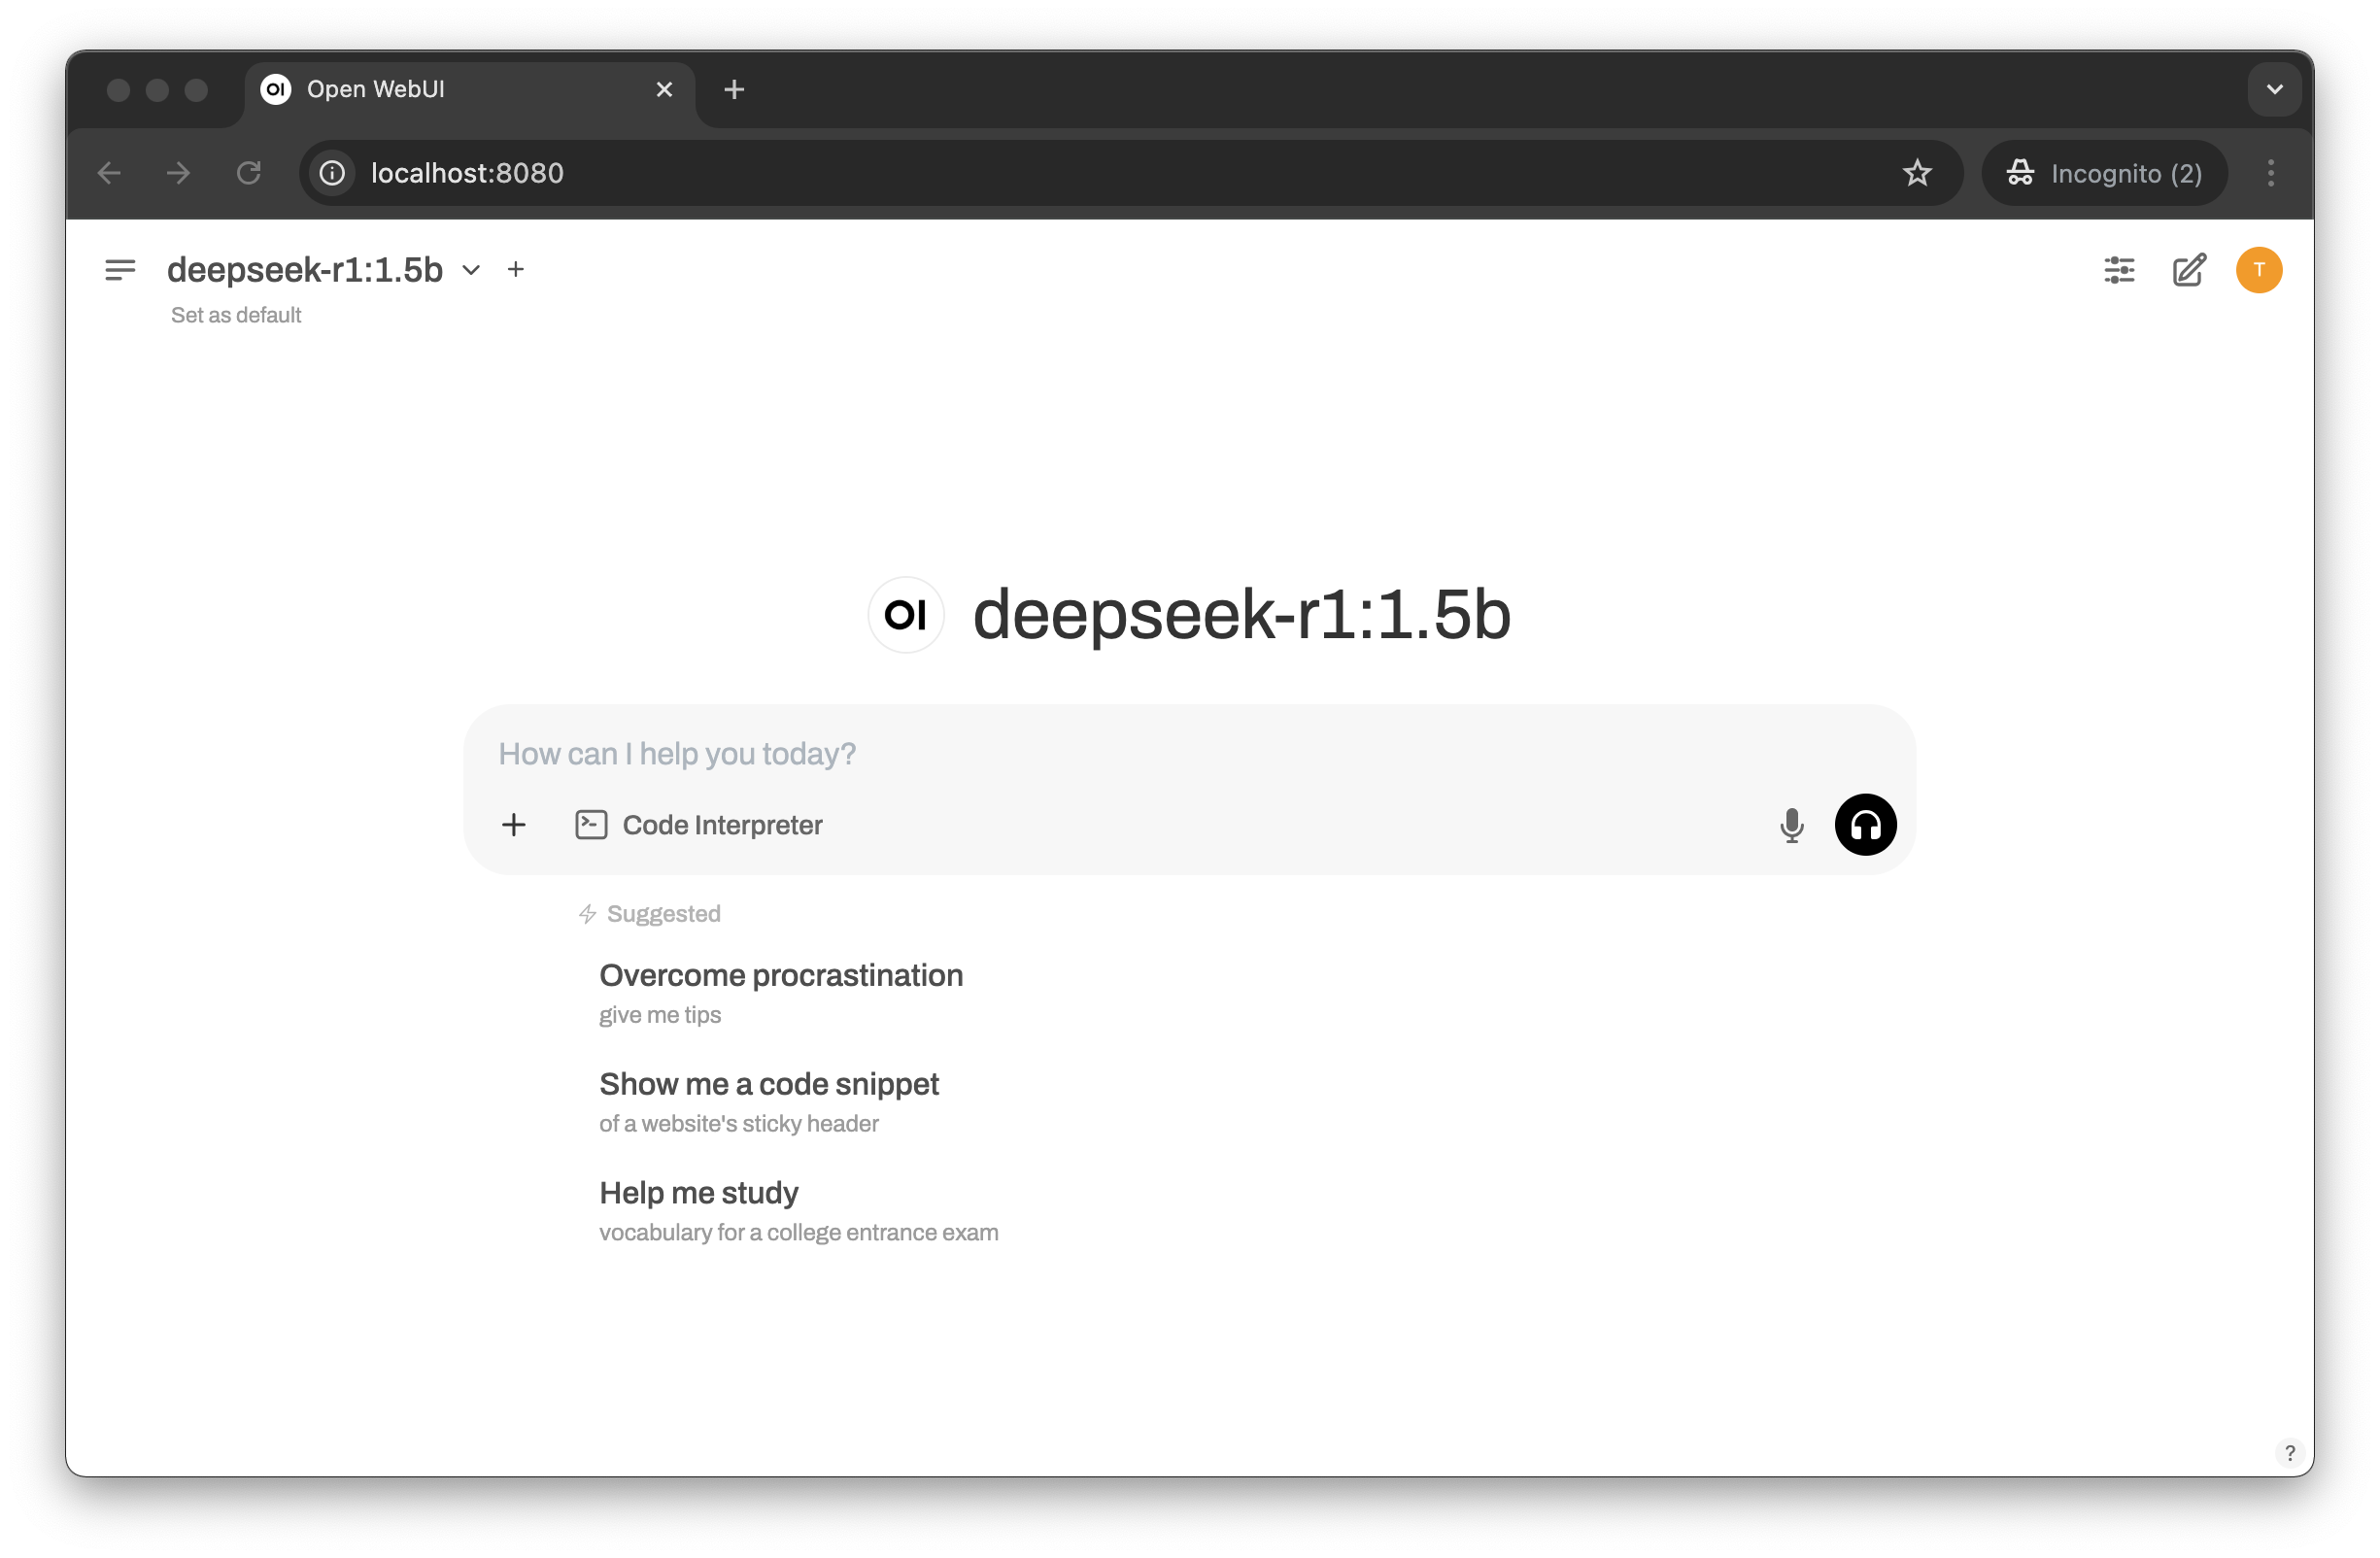 OI Open WebUI
localhost:8080
Incognito (2)
deepseek-r1:1.5b
T
Set as default
OI deepseek-r1:1.5b
How can I help you today?
Code Interpreter
Suggested
Overcome procrastination
give me tips
Show me a code snippet
of a website's sticky header
Help me study
vocabulary for a college entrance exam
?